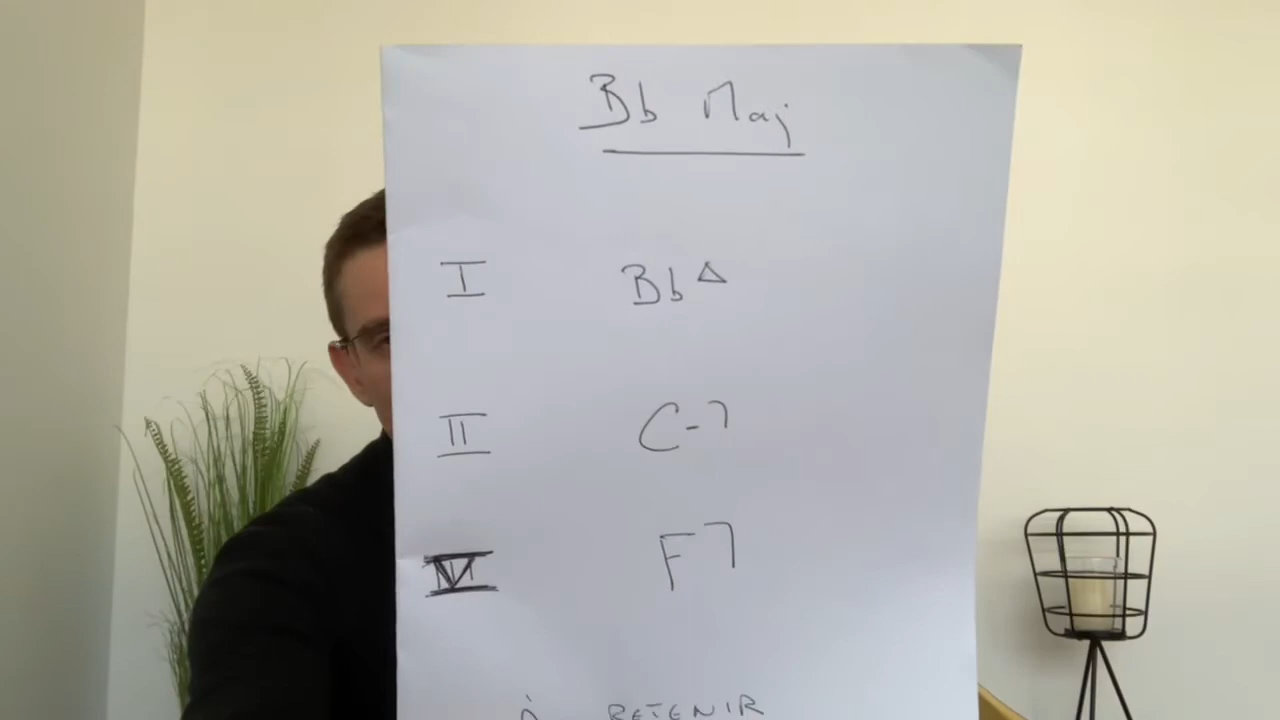 Bb Maj
I Bb△
II C-7
V F7
À RETENIR